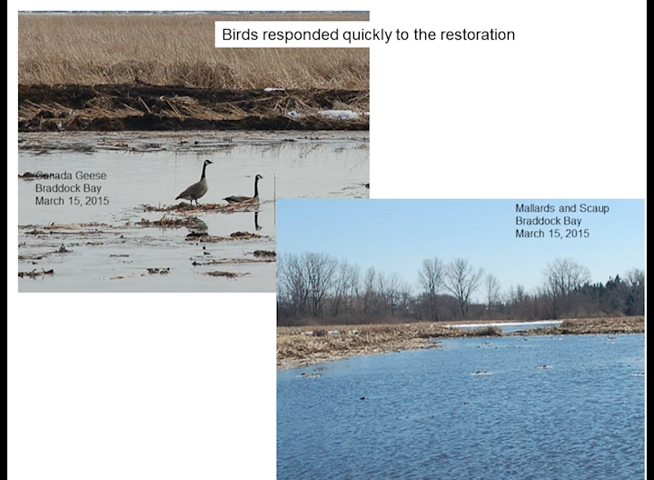 Birds responded quickly to the restoration
Canada Geese
Braddock Bay
March 15, 2015
Mallards and Scaup
Braddock Bay
March 15, 2015